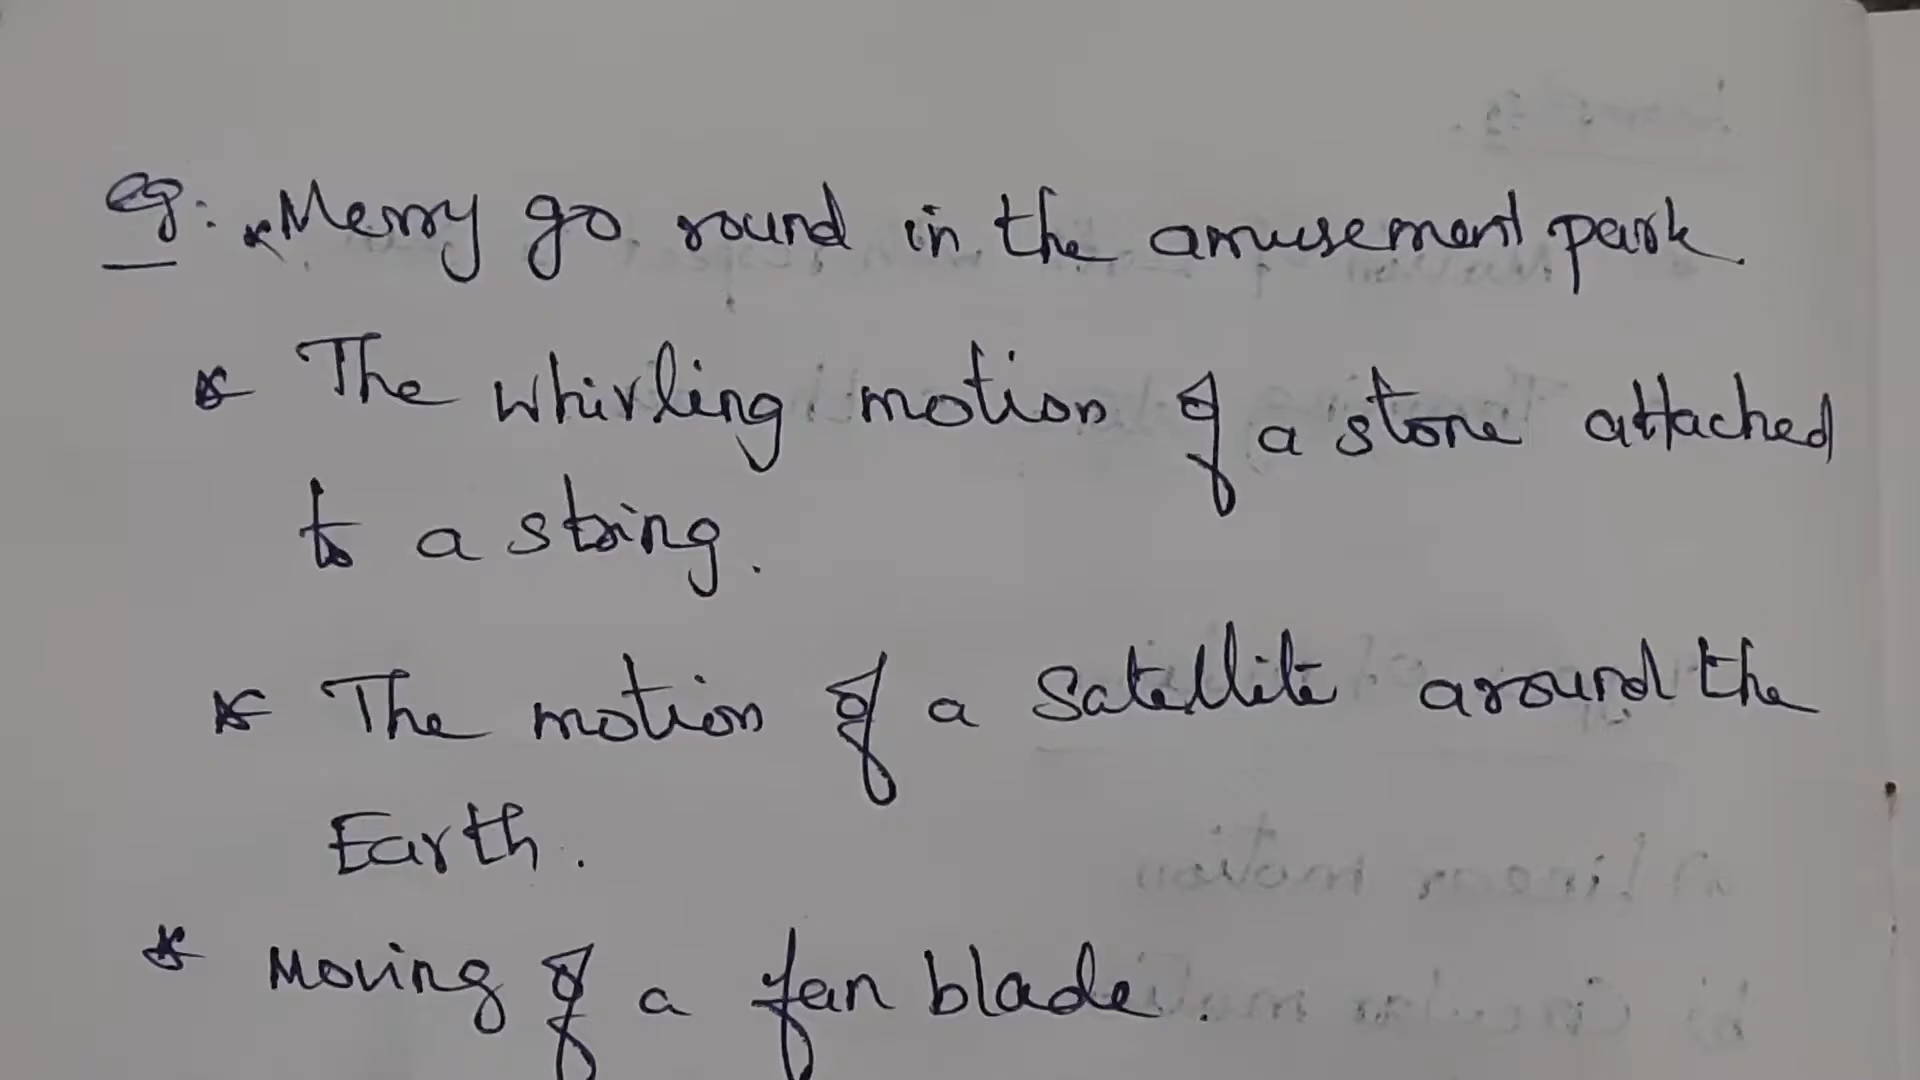 eg: * Merry go round in the amusement park.
* The whirling motion of a stone attached
to a string.
* The motion of a satellite around the
Earth.
* Moving of a fan blade.